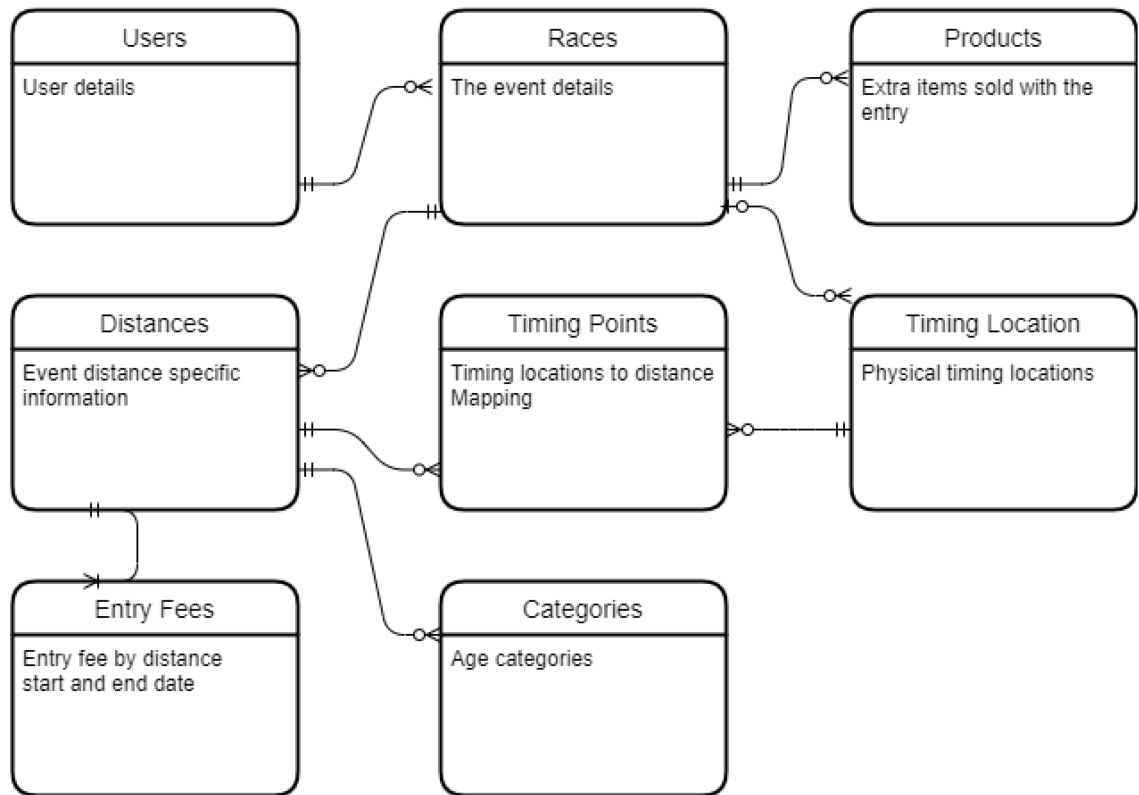 Users
User details
Races
The event details
Products
Extra items sold with the
entry
Distances
Event distance specific
information
Timing Points
Timing locations to distance
Mapping
Timing Location
Physical timing locations
Entry Fees
Entry fee by distance
start and end date
Categories
Age categories